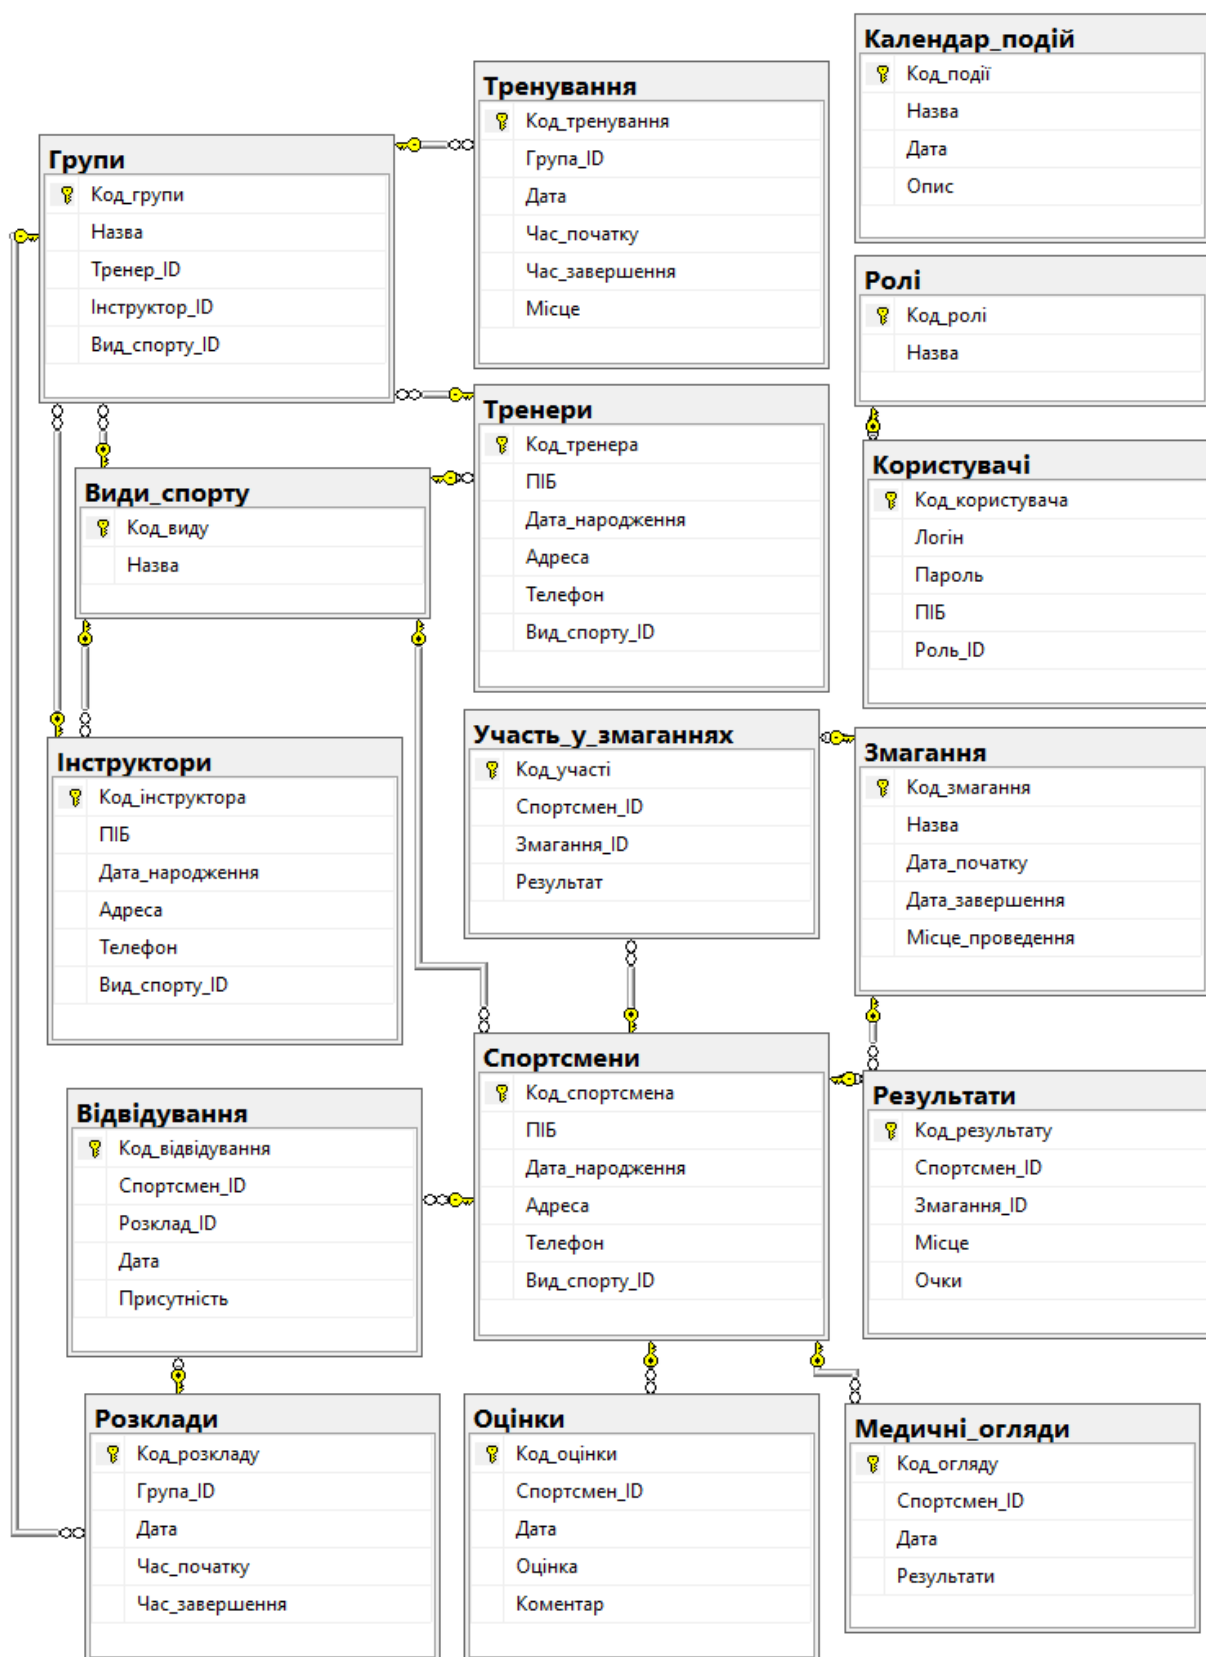 Календар_подій
Код_події
Назва
Дата
Опис
Тренування
Код_тренування
Група_ID
Дата
Час_початку
Час_завершення
Місце
Групи
Код_групи
Назва
Тренер_ID
Інструктор_ID
Вид_спорту_ID
Ролі
Код_ролі
Назва
Тренери
Код_тренера
ПІБ
Дата_народження
Адреса
Телефон
Вид_спорту_ID
Користувачі
Код_користувача
Логін
Пароль
ПІБ
Роль_ID
Види_спорту
Код_виду
Назва
Участь_у_змаганнях
Код_участі
Спортсмен_ID
Змагання_ID
Результат
Змагання
Код_змагання
Назва
Дата_початку
Дата_завершення
Місце_проведення
Інструктори
Код_інструктора
ПІБ
Дата_народження
Адреса
Телефон
Вид_спорту_ID
Спортсмени
Код_спортсмена
ПІБ
Дата_народження
Адреса
Телефон
Вид_спорту_ID
Результати
Код_результату
Спортсмен_ID
Змагання_ID
Місце
Очки
Відвідування
Код_відвідування
Спортсмен_ID
Розклад_ID
Дата
Присутність
Розклади
Код_розкладу
Група_ID
Дата
Час_початку
Час_завершення
Оцінки
Код_оцінки
Спортсмен_ID
Дата
Оцінка
Коментар
Медичні_огляди
Код_огляду
Спортсмен_ID
Дата
Результати